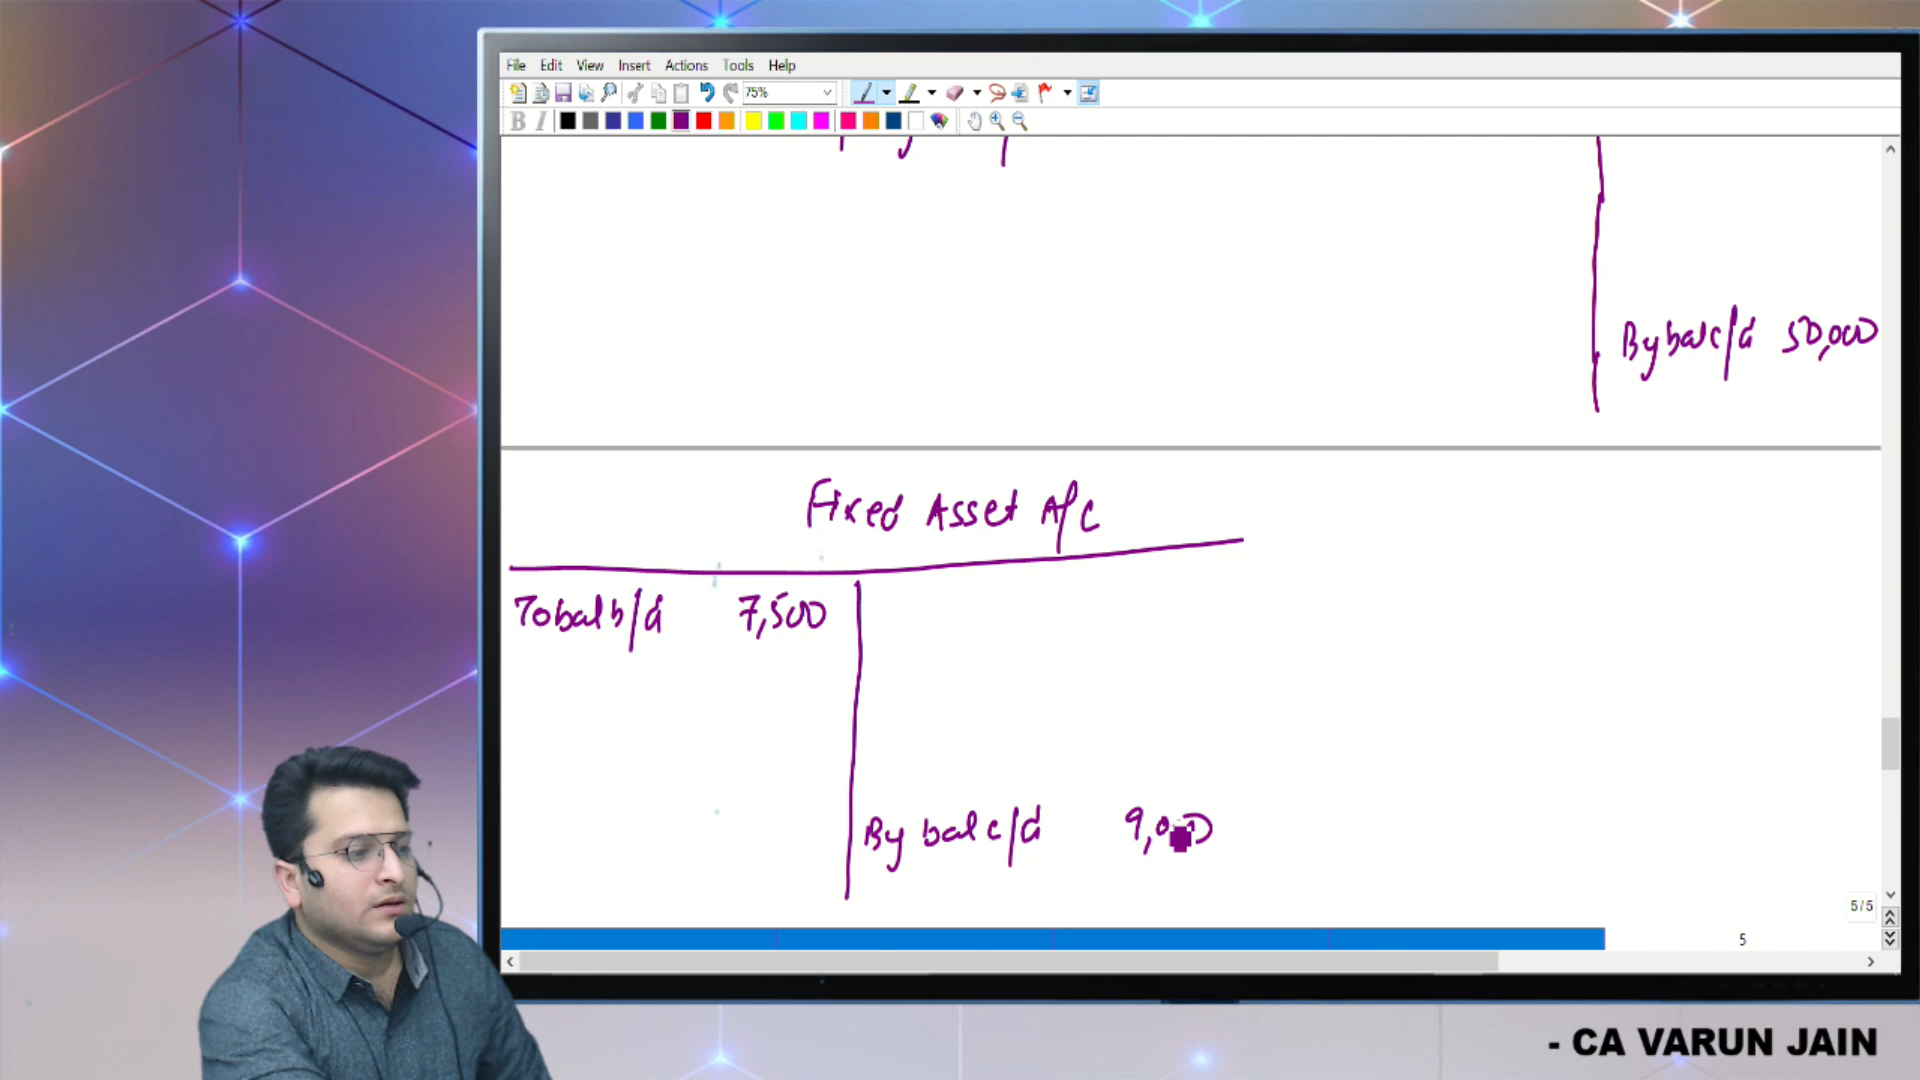 File Edit View Insert Actions Tools Help
75%
B I
By bal c/d 50,000
Fixed Asset A/C
To bal b/d 7,500
By bal c/d 9,000
5/5
5
- CA VARUN JAIN